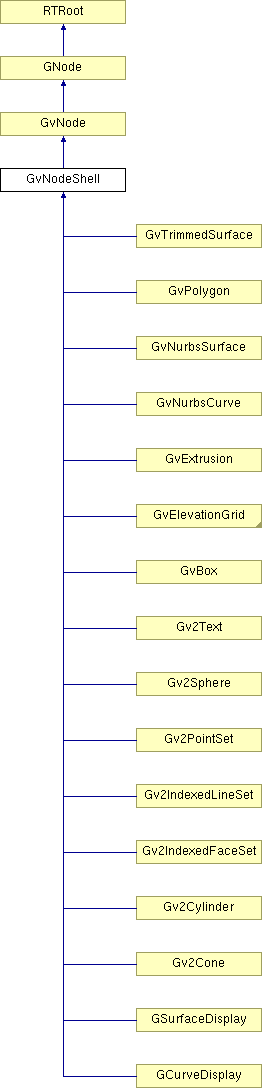 RTRoot
GNode
GvNode
GvNodeShell
GvTrimmedSurface
GvPolygon
GvNurbsSurface
GvNurbsCurve
GvExtrusion
GvElevationGrid
GvBox
Gv2Text
Gv2Sphere
Gv2PointSet
Gv2IndexedLineSet
Gv2IndexedFaceSet
Gv2Cylinder
Gv2Cone
GSurfaceDisplay
GCurveDisplay